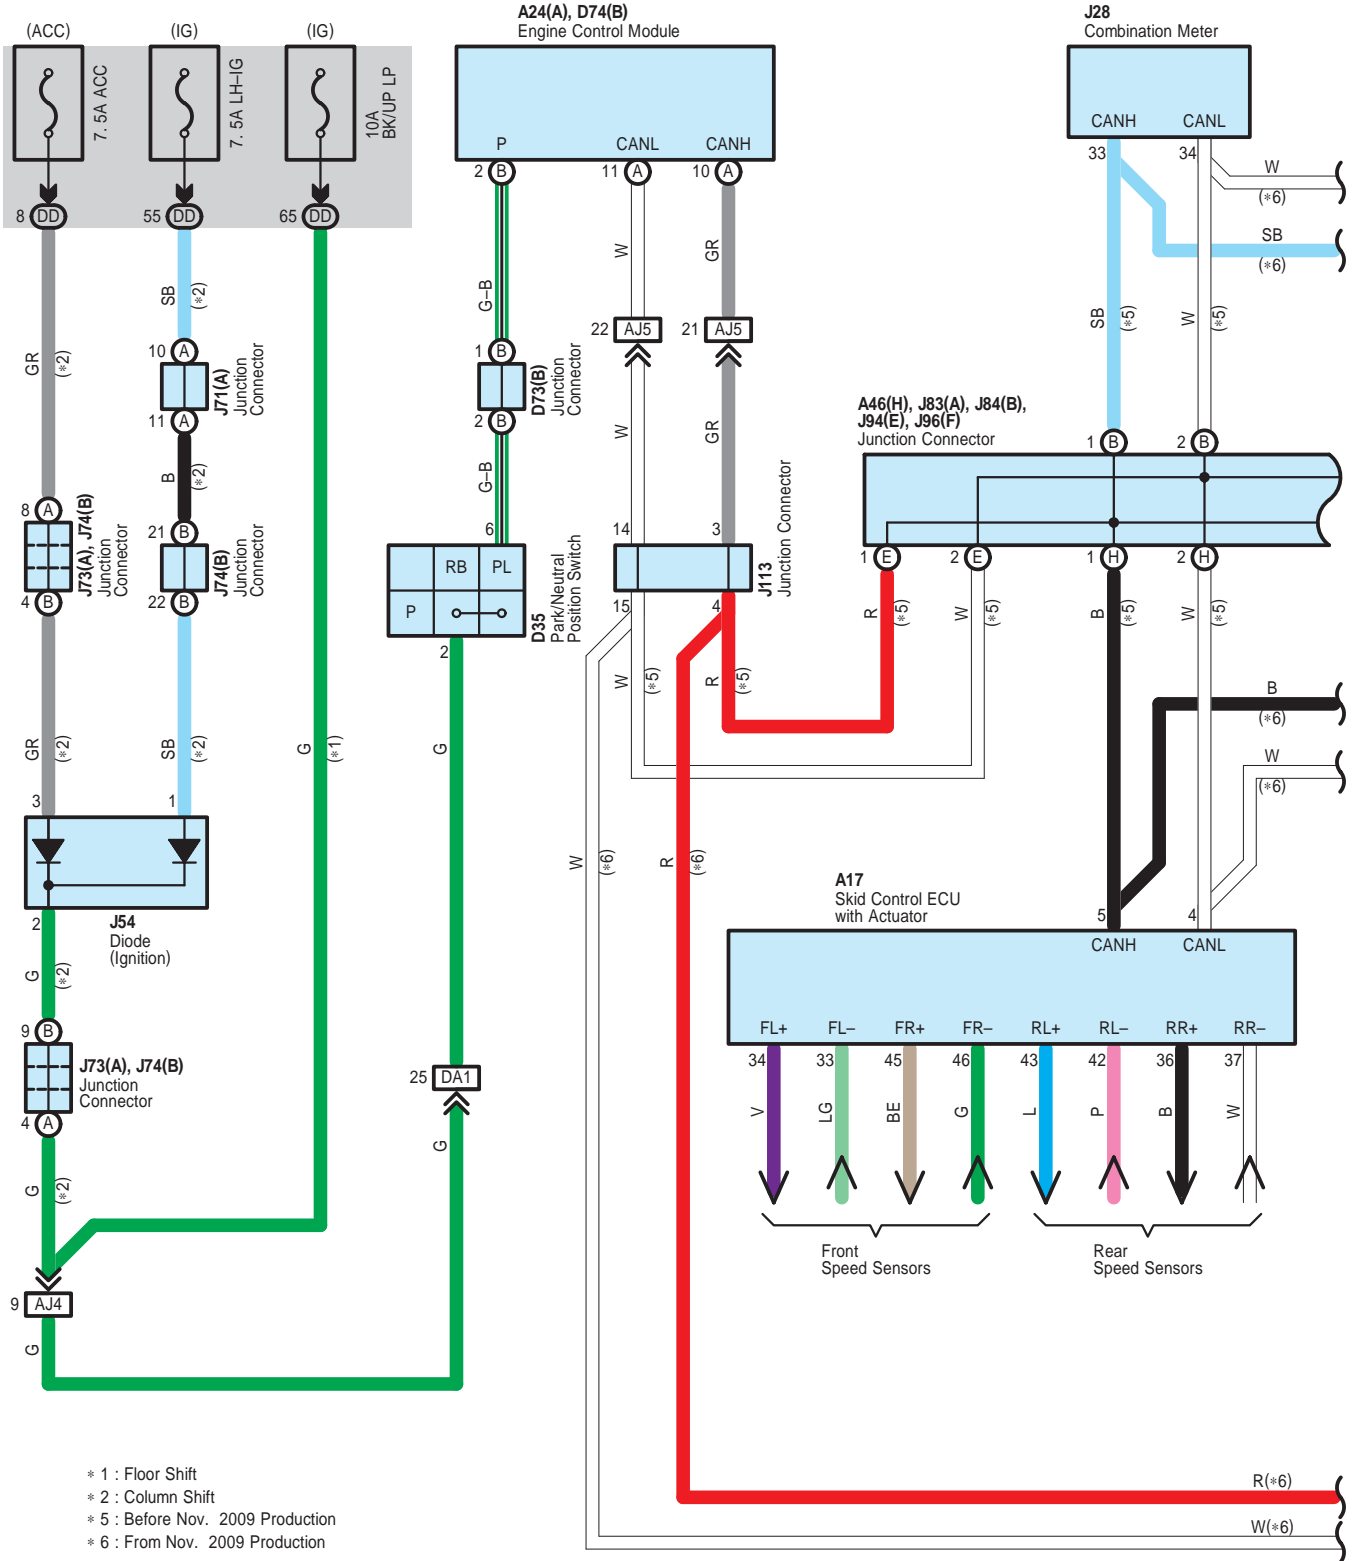 (ACC)
(IG)
(IG)
7. 5A ACC
7. 5A LH–IG
10A
BK/UP LP
8 DD
55 DD
65 DD
A24(A), D74(B)
Engine Control Module
P
CANL
CANH
2 B
11 A
10 A
J28
Combination Meter
CANH
CANL
33
34
W
(∗6)
SB
(∗6)
GR
(∗2)
SB
(∗2)
G–B
W
GR
SB
(∗5)
W
(∗5)
22 AJ5
21 AJ5
10 A
J71(A)
Junction
Connector
11 A
1 B
D73(B)
Junction
Connector
2 B
B
(∗2)
G–B
W
GR
A46(H), J83(A), J84(B),
J94(E), J96(F)
Junction Connector
1 B
2 B
1 E
2 E
1 H
2 H
8 A
J73(A), J74(B)
Junction
Connector
4 B
21 B
J74(B)
Junction
Connector
22 B
6
RB
PL
P
D35
Park/Neutral
Position Switch
2
14
3
J113
Junction Connector
15
4
R
(∗5)
W
(∗5)
B
(∗5)
W
(∗5)
W
(∗5)
R
(∗5)
B
(∗6)
W
(∗6)
GR
(∗2)
SB
(∗2)
G
(∗1)
G
3
1
J54
Diode
(Ignition)
2
W
(∗6)
R
(∗6)
A17
Skid Control ECU
with Actuator
5
4
CANH
CANL
FL+
FL–
FR+
FR–
RL+
RL–
RR+
RR–
34
33
45
46
43
42
36
37
V
LG
BE
G
L
P
B
W
Front
Speed Sensors
Rear
Speed Sensors
G
(∗2)
9 B
J73(A), J74(B)
Junction
Connector
4 A
25 DA1
G
G
(∗2)
9 AJ4
G
∗ 1 : Floor Shift
∗ 2 : Column Shift
∗ 5 : Before Nov. 2009 Production
∗ 6 : From Nov. 2009 Production
R(∗6)
W(∗6)